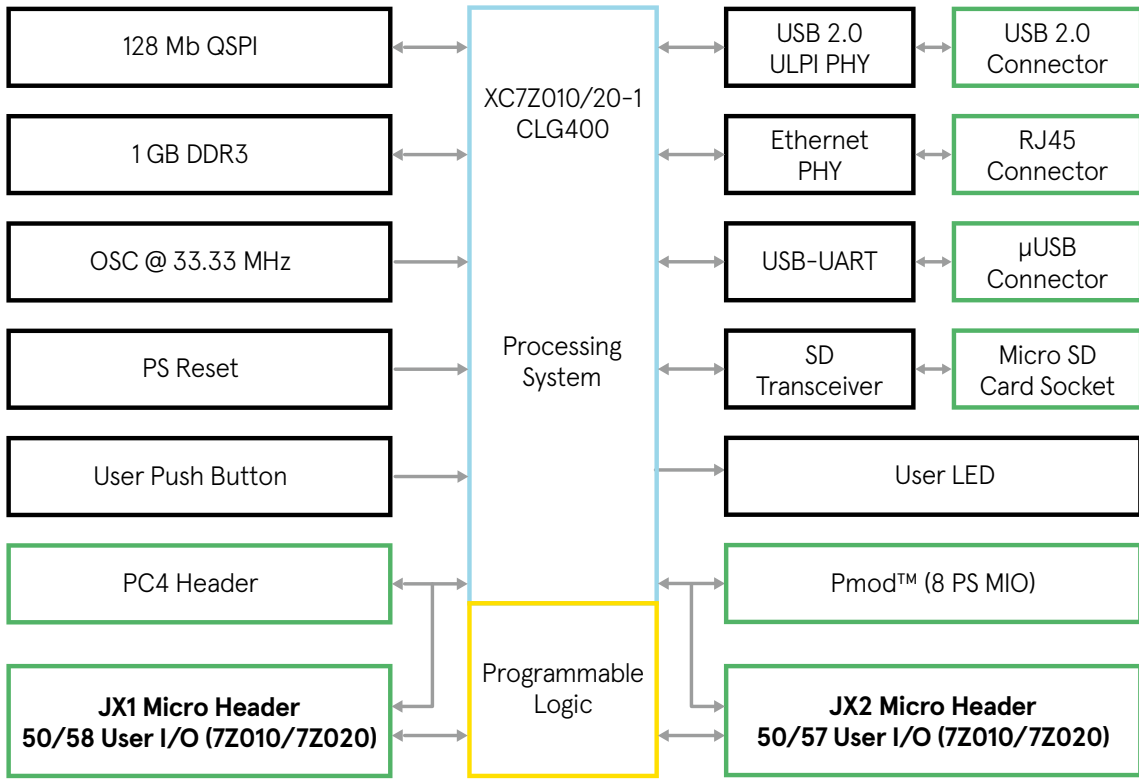 128 Mb QSPI
1 GB DDR3
OSC @ 33.33 MHz
PS Reset
User Push Button
PC4 Header
JX1 Micro Header
50/58 User I/O (7Z010/7Z020)
XC7Z010/20-1
CLG400
Processing
System
Programmable
Logic
USB 2.0
ULPI PHY
USB 2.0
Connector
Ethernet
PHY
RJ45
Connector
USB-UART
µUSB
Connector
SD
Transceiver
Micro SD
Card Socket
User LED
Pmod™ (8 PS MIO)
JX2 Micro Header
50/57 User I/O (7Z010/7Z020)